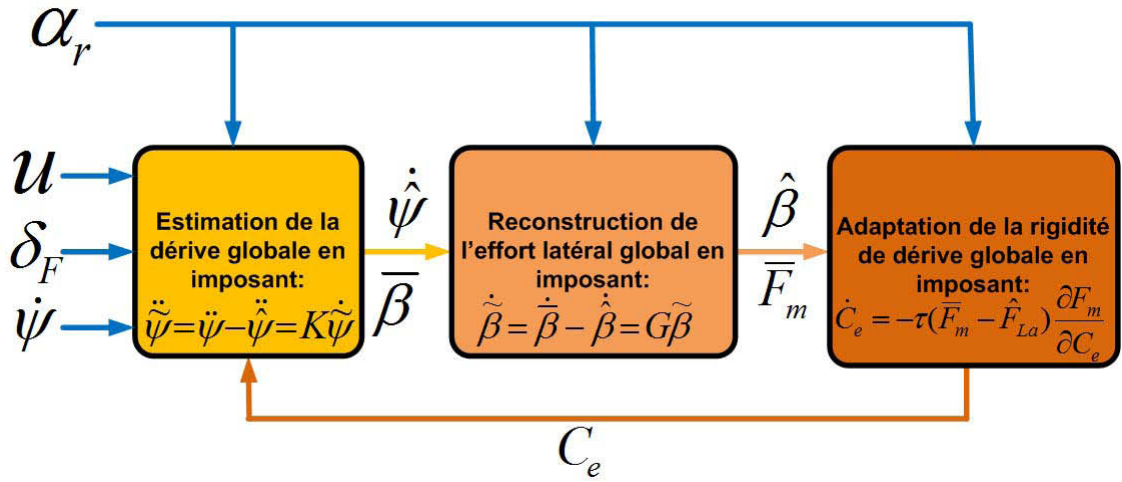 α_r
u
δ_F
ψ̇
Estimation de la
dérive globale en
imposant:
ψ̃̈ = ψ̈ − ψ̂̈ = Kψ̃̇
ψ̂̇
β̅
Reconstruction de
l'effort latéral global en
imposant:
β̃̇ = β̅̇ − β̂̇ = Gβ̃
β̂
F̅_m
Adaptation de la rigidité
de dérive globale en
imposant:
Ċ_e = −τ(F̅_m − F̂_La) ∂F_m/∂C_e
C_e